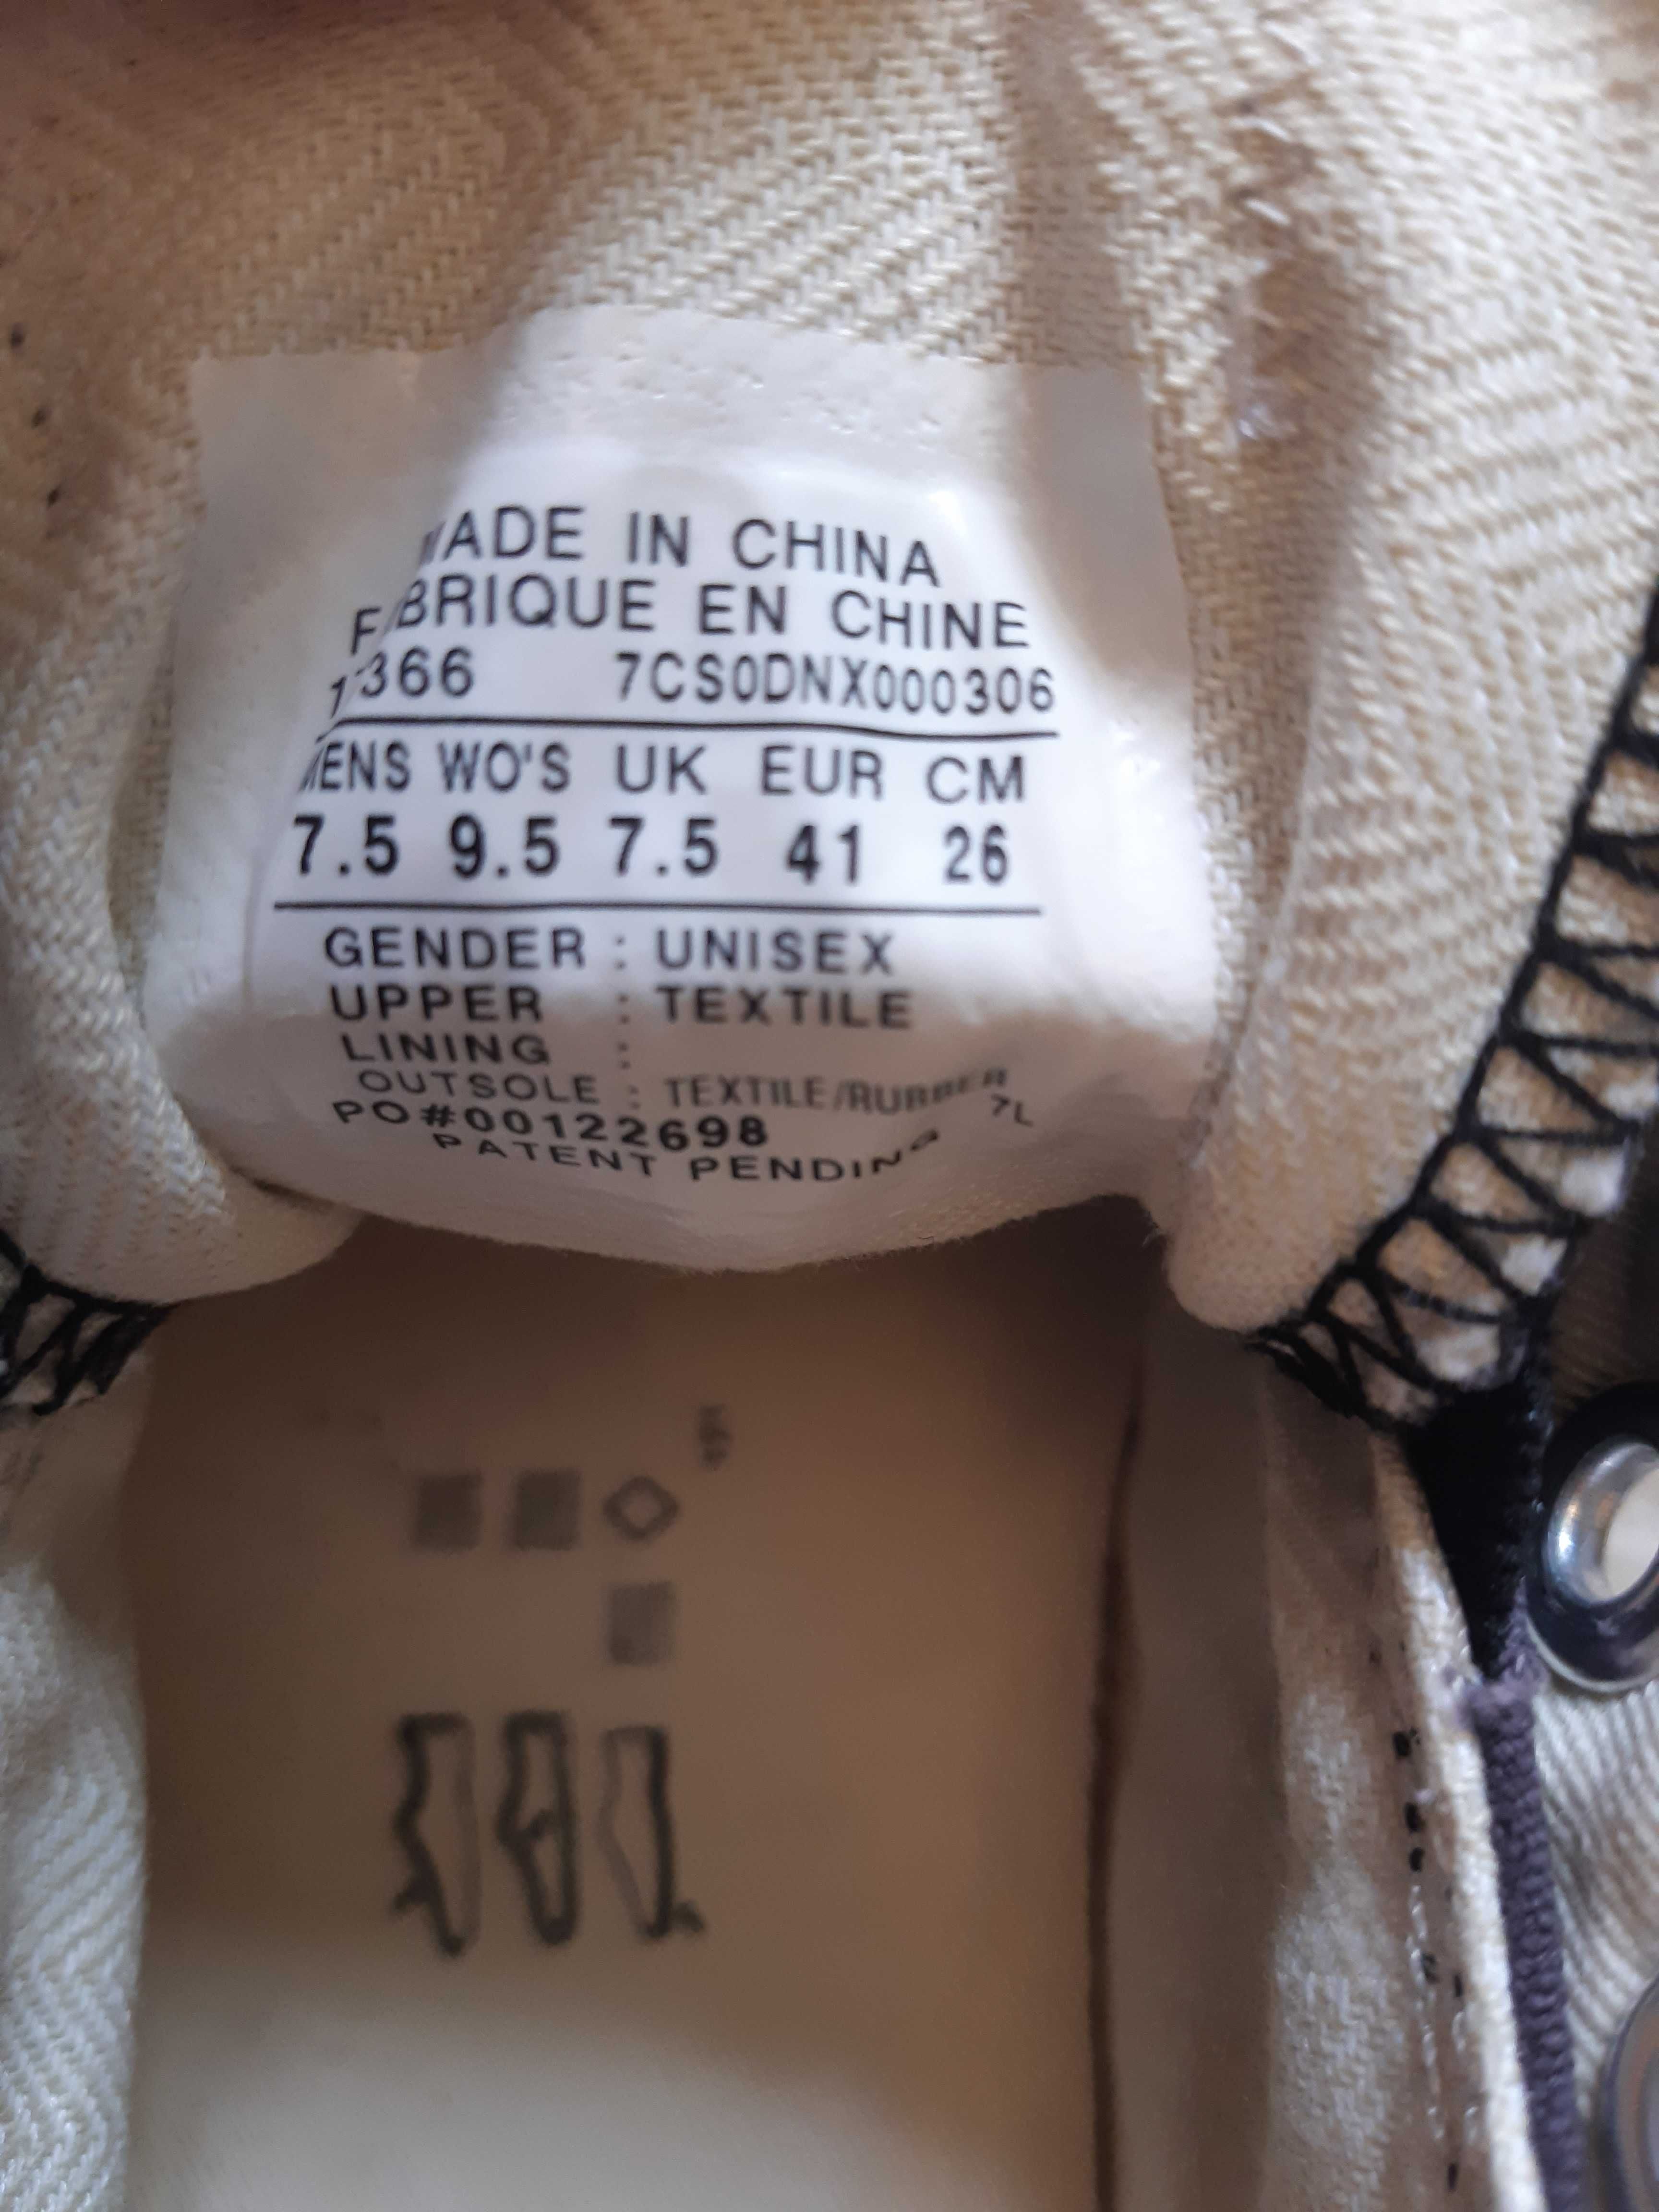 MADE IN CHINA
FABRIQUE EN CHINE
366 7CS0DNX000306
MENS WO'S UK EUR CM
7.5 9.5 7.5 41 26
GENDER : UNISEX
UPPER : TEXTILE
LINING :
OUTSOLE : TEXTILE/RUBBER
PO#00122698 7L
PATENT PENDING